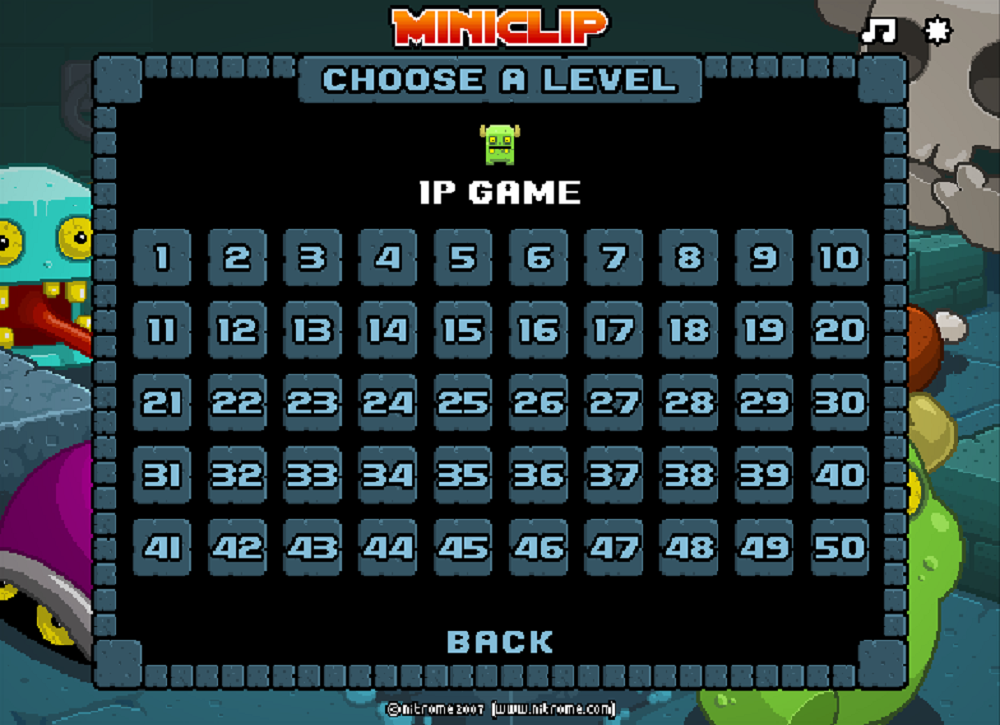 MINICLIP
CHOOSE A LEVEL
1P GAME
1 2 3 4 5 6 7 8 9 10
11 12 13 14 15 16 17 18 19 20
21 22 23 24 25 26 27 28 29 30
31 32 33 34 35 36 37 38 39 40
41 42 43 44 45 46 47 48 49 50
BACK
©nitrome2007 [www.nitrome.com]